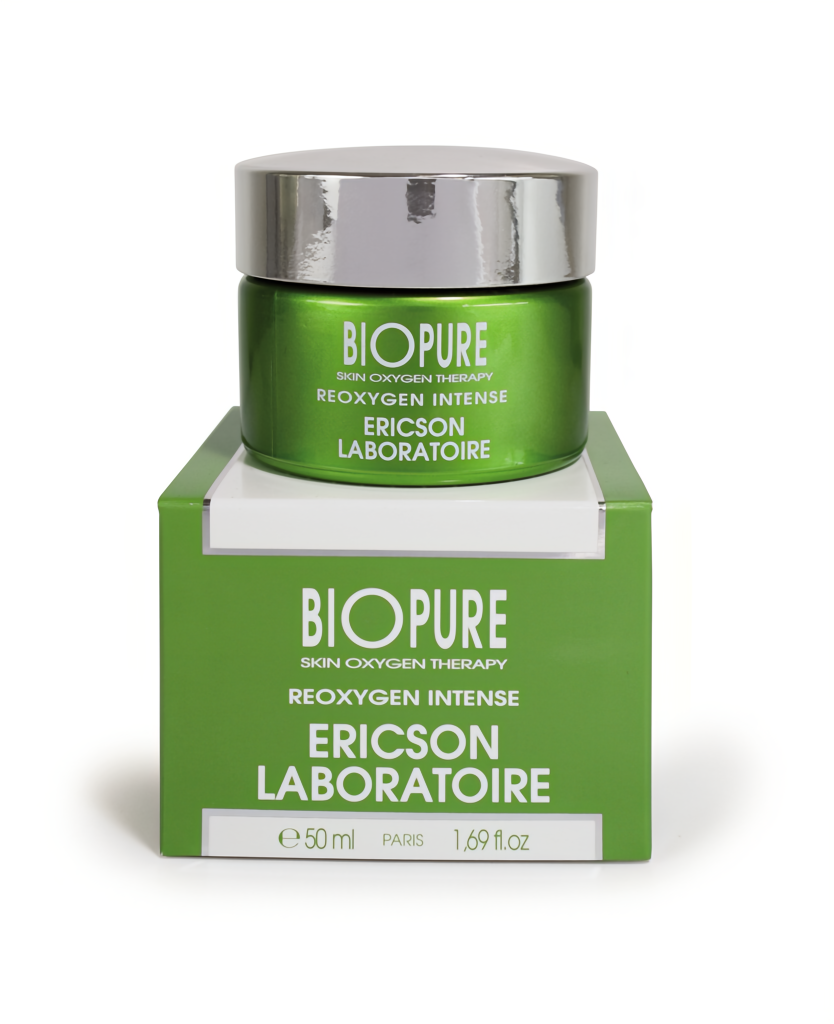 BIOPURE
SKIN OXYGEN THERAPY
REOXYGEN INTENSE
ERICSON
LABORATOIRE
BIOPURE
SKIN OXYGEN THERAPY
REOXYGEN INTENSE
ERICSON
LABORATOIRE
℮ 50 ml PARIS 1,69 fl.oz